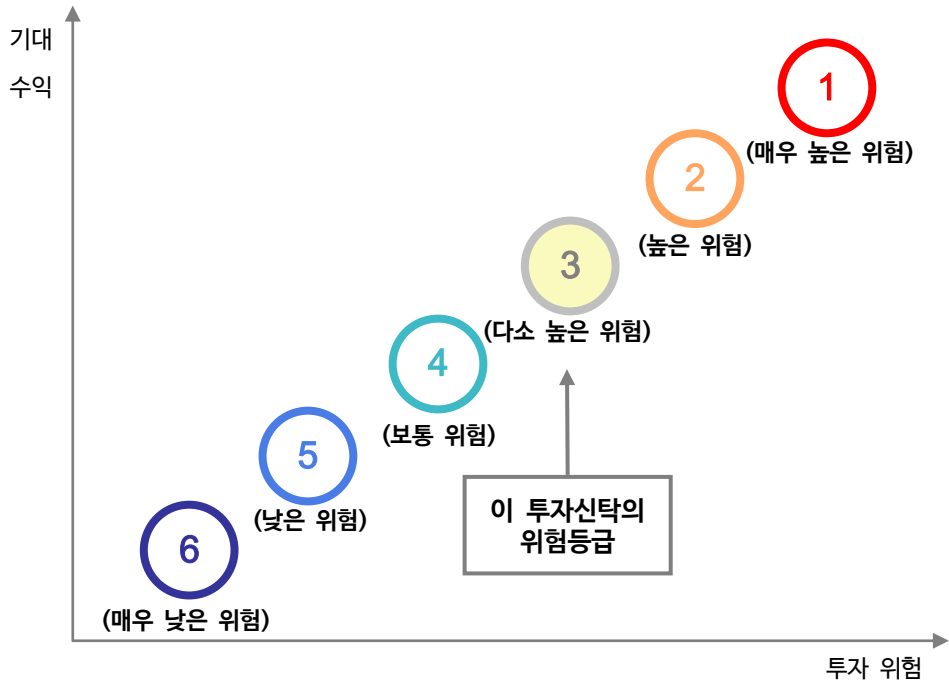 기대
수익
1
(매우 높은 위험)
2
(높은 위험)
3
(다소 높은 위험)
4
(보통 위험)
5
(낮은 위험)
6
(매우 낮은 위험)
이 투자신탁의
위험등급
투자 위험